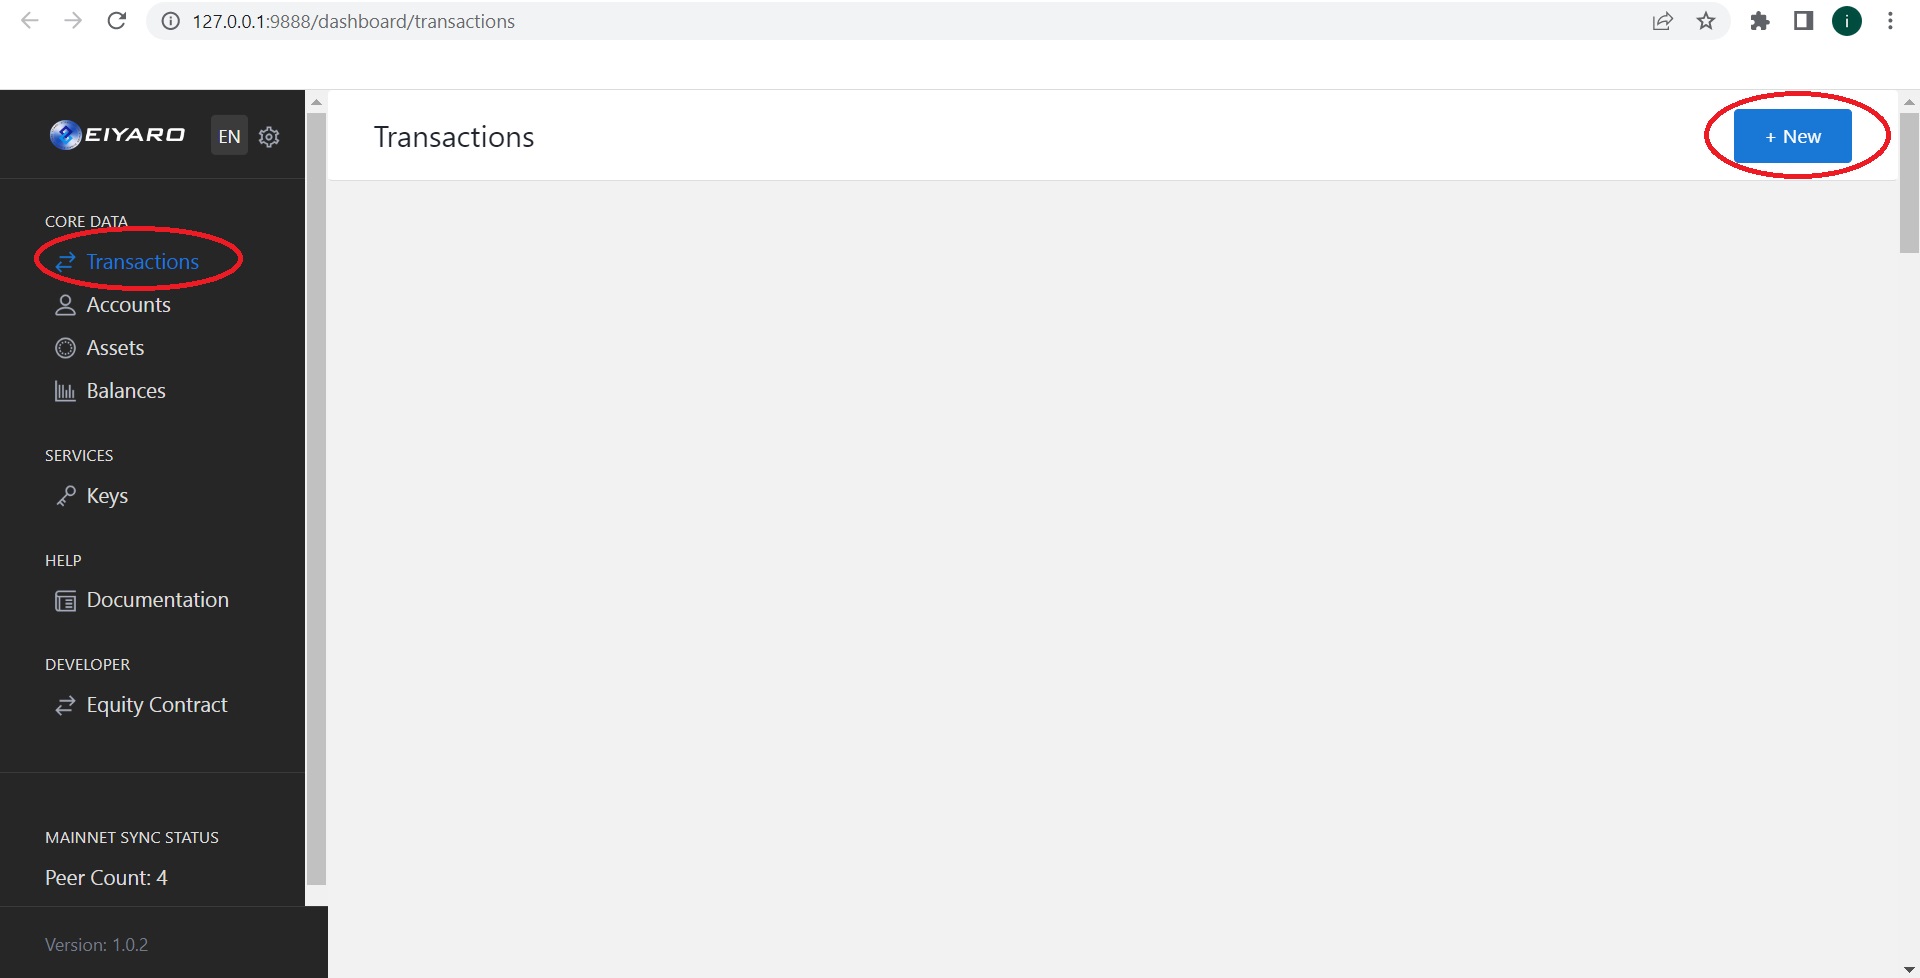 127.0.0.1:9888/dashboard/transactions
i
EIYARO
EN
Transactions
+ New
CORE DATA
Transactions
Accounts
Assets
Balances
SERVICES
Keys
HELP
Documentation
DEVELOPER
Equity Contract
MAINNET SYNC STATUS
Peer Count: 4
Version: 1.0.2